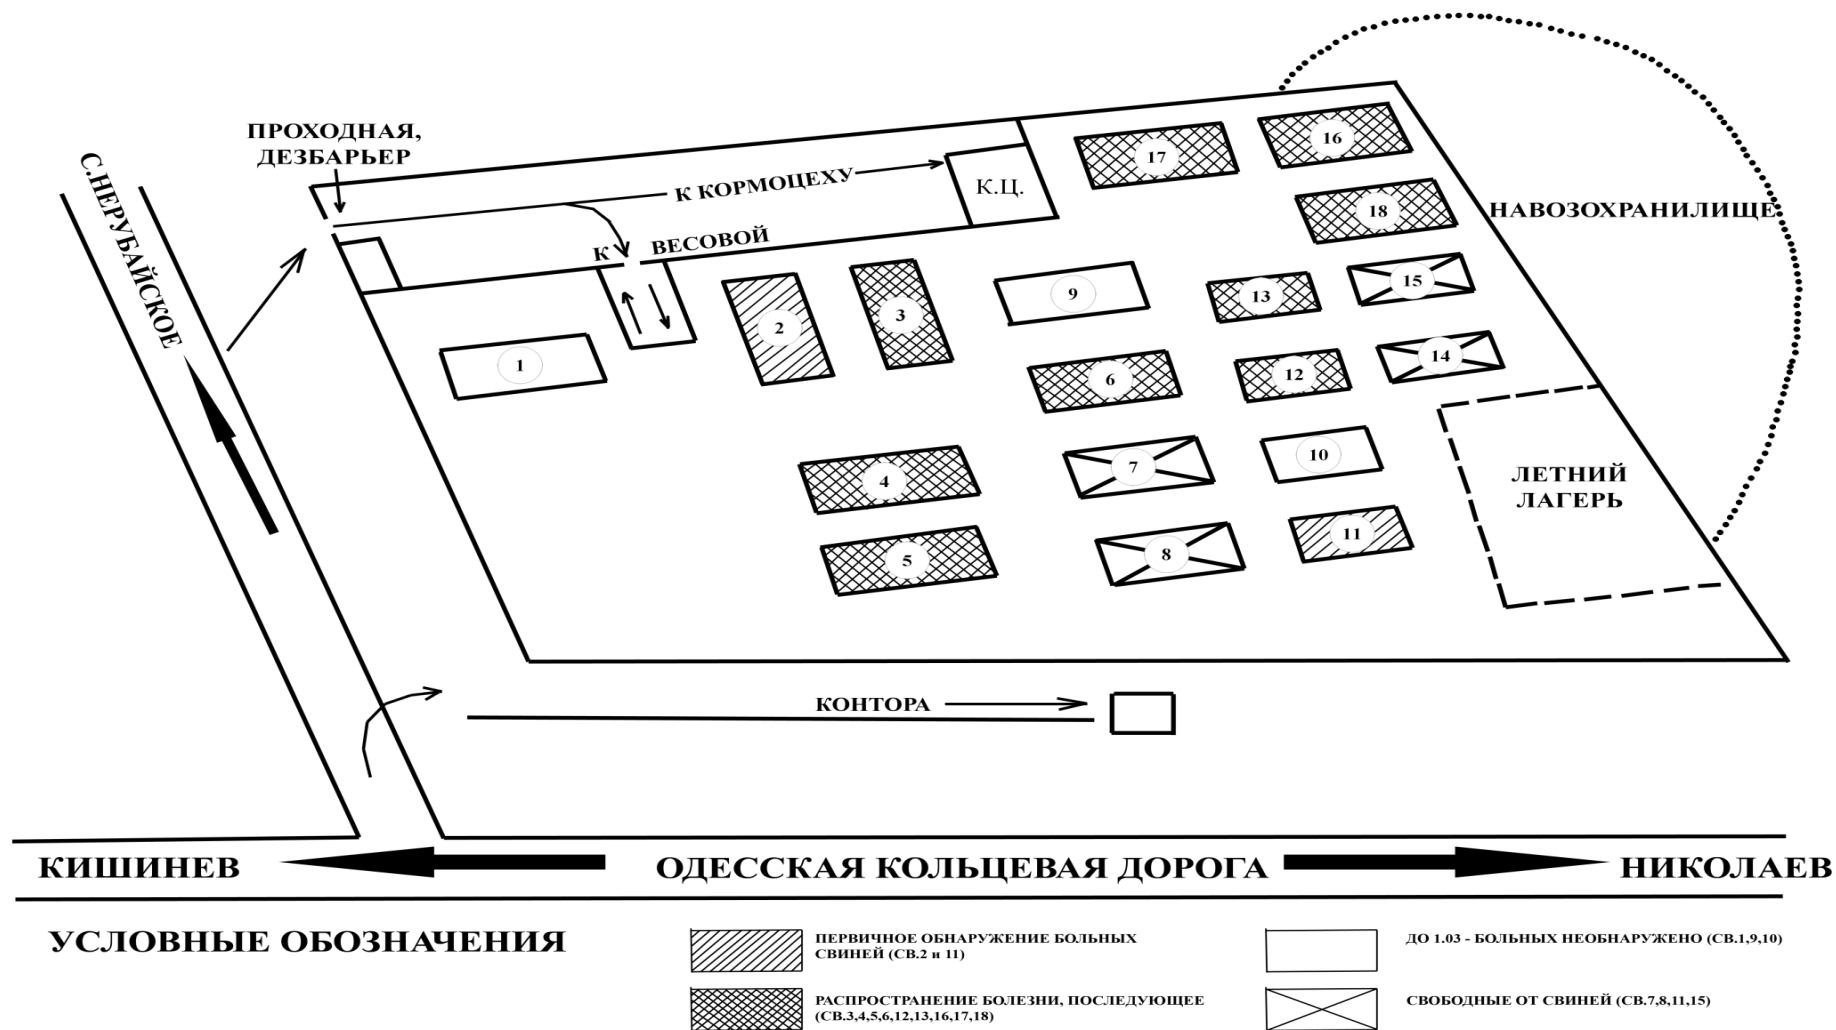 ПРОХОДНАЯ,
ДЕЗБАРЬЕР
С.НЕРУБАЙСКОЕ
К КОРМОЦЕХУ
К ВЕСОВОЙ
К.Ц.
17
16
18
НАВОЗОХРАНИЛИЩЕ
1
2
3
9
13
15
6
12
14
4
7
10
ЛЕТНИЙ
ЛАГЕРЬ
5
8
11
КОНТОРА
КИШИНЕВ
ОДЕССКАЯ КОЛЬЦЕВАЯ ДОРОГА
НИКОЛАЕВ
УСЛОВНЫЕ ОБОЗНАЧЕНИЯ
ПЕРВИЧНОЕ ОБНАРУЖЕНИЕ БОЛЬНЫХ
СВИНЕЙ (СВ.2 и 11)
РАСПРОСТРАНЕНИЕ БОЛЕЗНИ, ПОСЛЕДУЮЩЕЕ
(СВ.3,4,5,6,12,13,16,17,18)
ДО 1.03 - БОЛЬНЫХ НЕОБНАРУЖЕНО (СВ.1,9,10)
СВОБОДНЫЕ ОТ СВИНЕЙ (СВ.7,8,11,15)